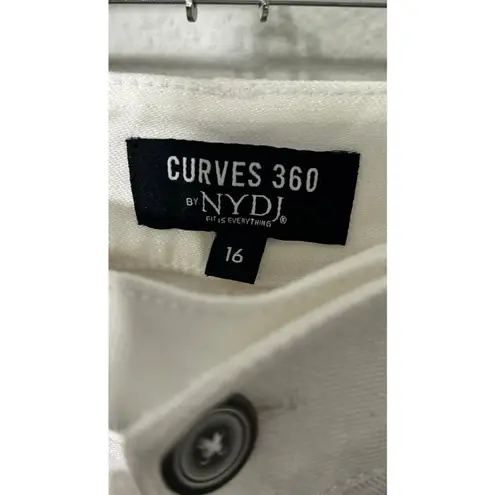 CURVES 360
BY NYDJ®
FIT IS EVERYTHING
16